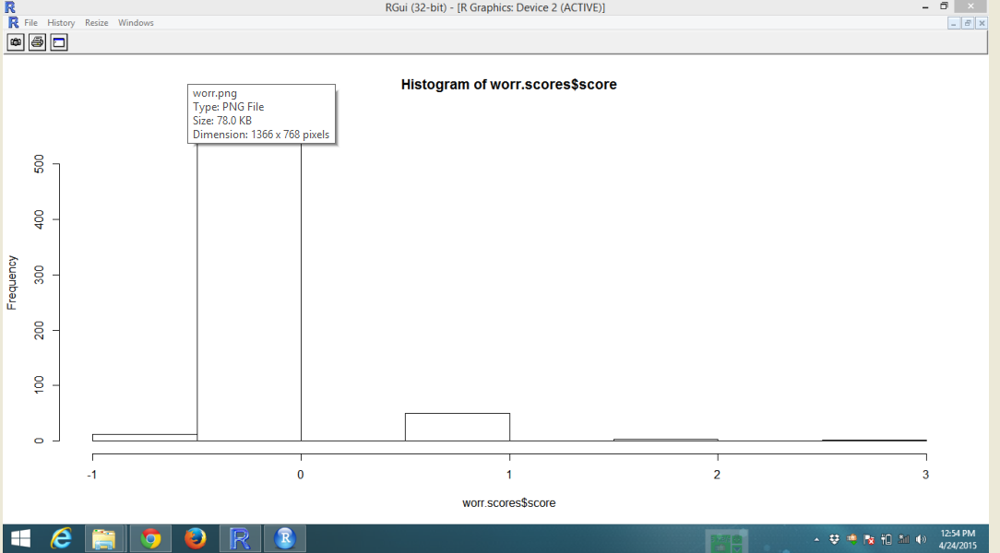 RGui (32-bit) - [R Graphics: Device 2 (ACTIVE)]
File History Resize Windows
Histogram of worr.scores$score
worr.png
Type: PNG File
Size: 78.0 KB
Dimension: 1366 x 768 pixels
500
400
300
200
100
0
Frequency
-1 0 1 2 3
worr.scores$score
12:54 PM
4/24/2015